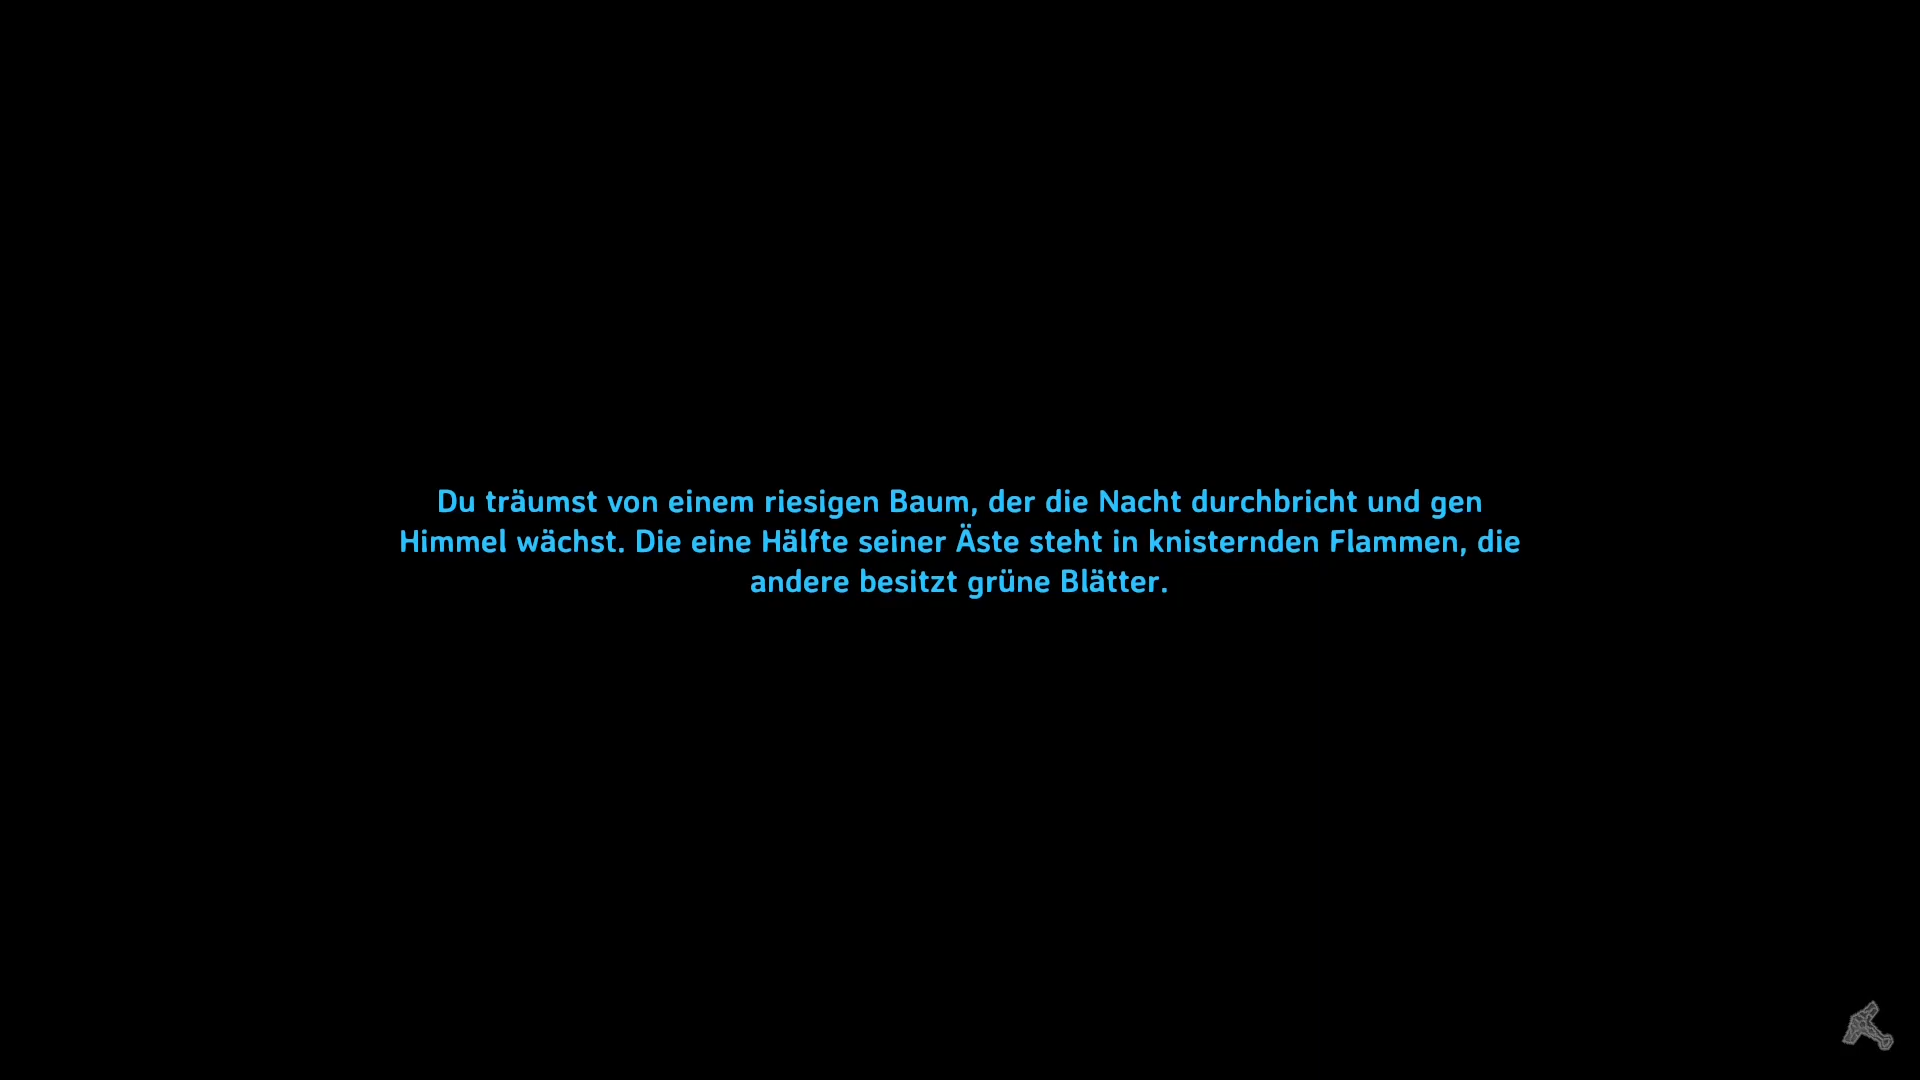 Du träumst von einem riesigen Baum, der die Nacht durchbricht und gen
Himmel wächst. Die eine Hälfte seiner Äste steht in knisternden Flammen, die
andere besitzt grüne Blätter.